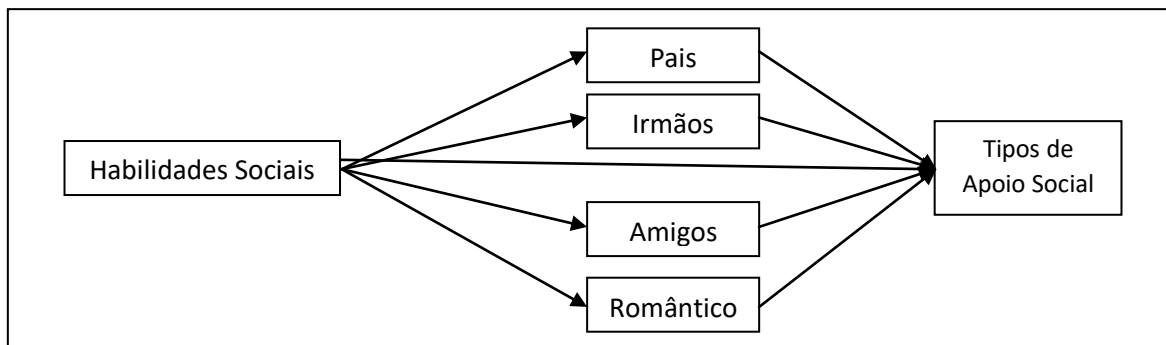 Pais
Irmãos
Habilidades Sociais
Tipos de
Apoio Social
Amigos
Romântico